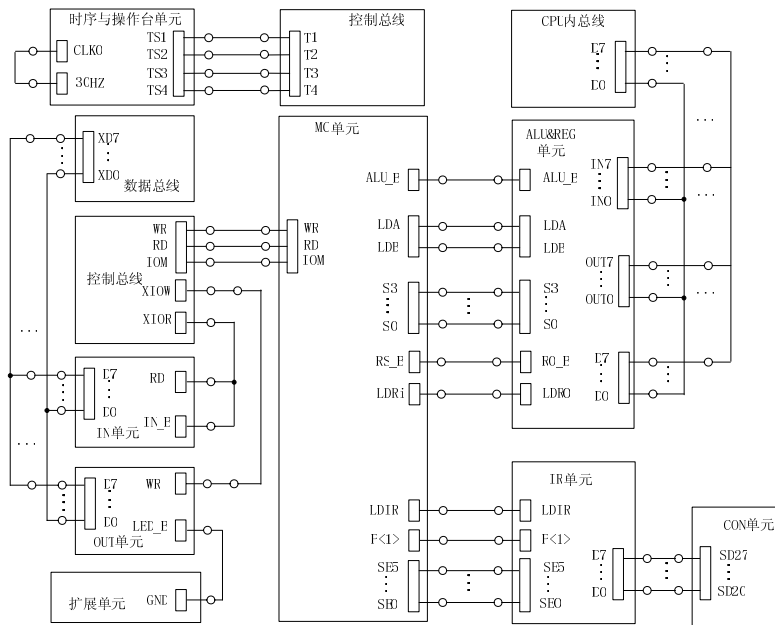 时序与操作台单元
CLK0
30HZ
TS1
TS2
TS3
TS4
控制总线
T1
T2
T3
T4
CPU内总线
D7
D0
XD7
XD0
数据总线
WR
RD
IOM
控制总线
XIOW
XIOR
D7
D0
RD
IN_B
IN单元
D7
D0
WR
LED_B
OUT单元
扩展单元
GND
MC单元
WR
RD
IOM
ALU_B
LDA
LDB
S3
S0
RS_B
LDRi
LDIR
P<1>
SE5
SE0
ALU&REG
单元
ALU_B
LDA
LDB
S3
S0
R0_B
LDR0
IN7
IN0
OUT7
OUT0
D7
D0
IR单元
LDIR
P<1>
SE5
SE0
D7
D0
CON单元
SD27
SD20